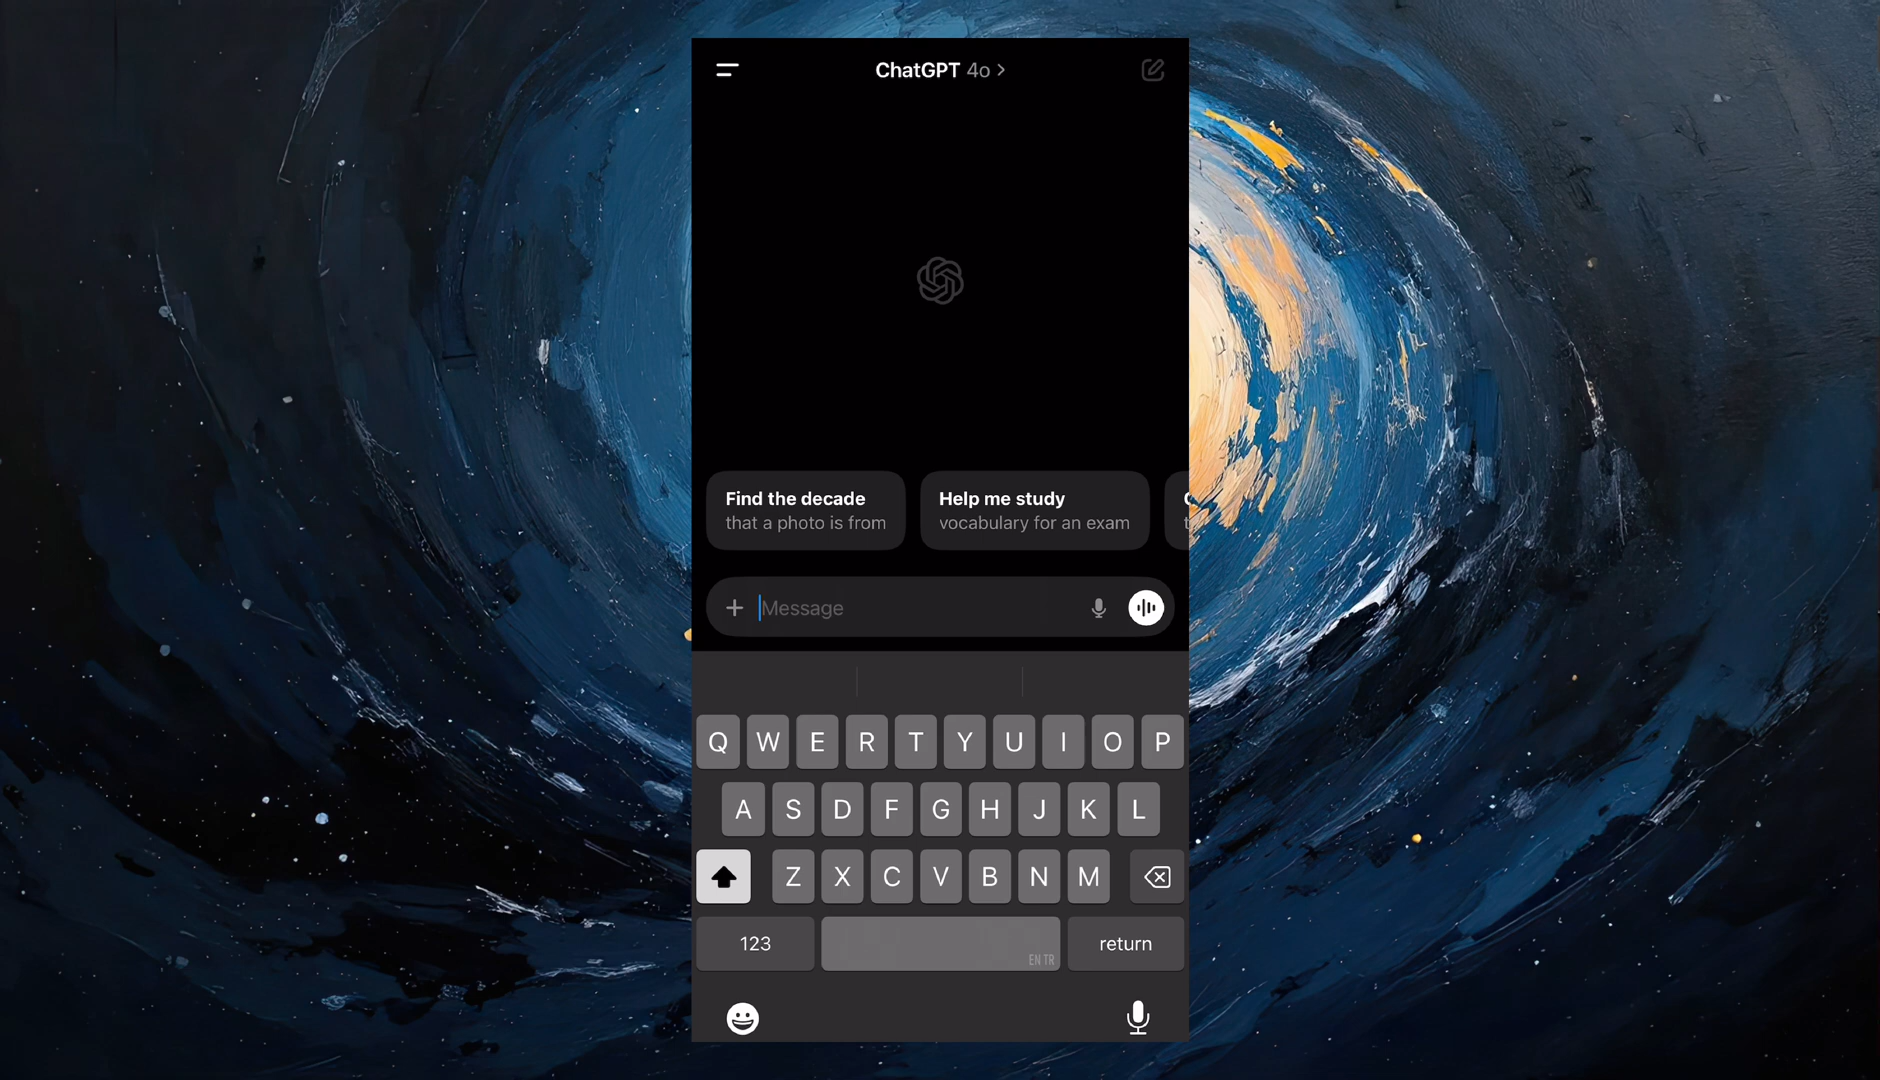 ChatGPT 4o >
Find the decade
that a photo is from
Help me study
vocabulary for an exam
Message
Q W E R T Y U I O P
A S D F G H J K L
Z X C V B N M
123
EN TR
return